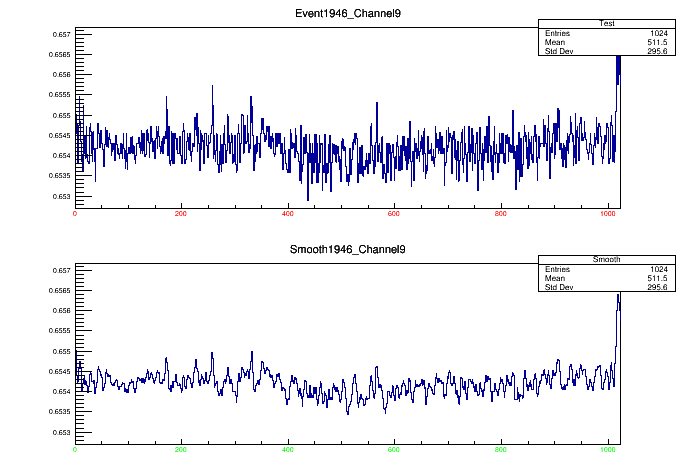 Event1946_Channel9
Test
Entries 1024
Mean 511.5
Std Dev 295.6
0.657
0.6565
0.656
0.6555
0.655
0.6545
0.654
0.6535
0.653
0 200 400 600 800 1000
Smooth1946_Channel9
Smooth
Entries 1024
Mean 511.5
Std Dev 295.6
0.657
0.6565
0.656
0.6555
0.655
0.6545
0.654
0.6535
0.653
0 200 400 600 800 1000